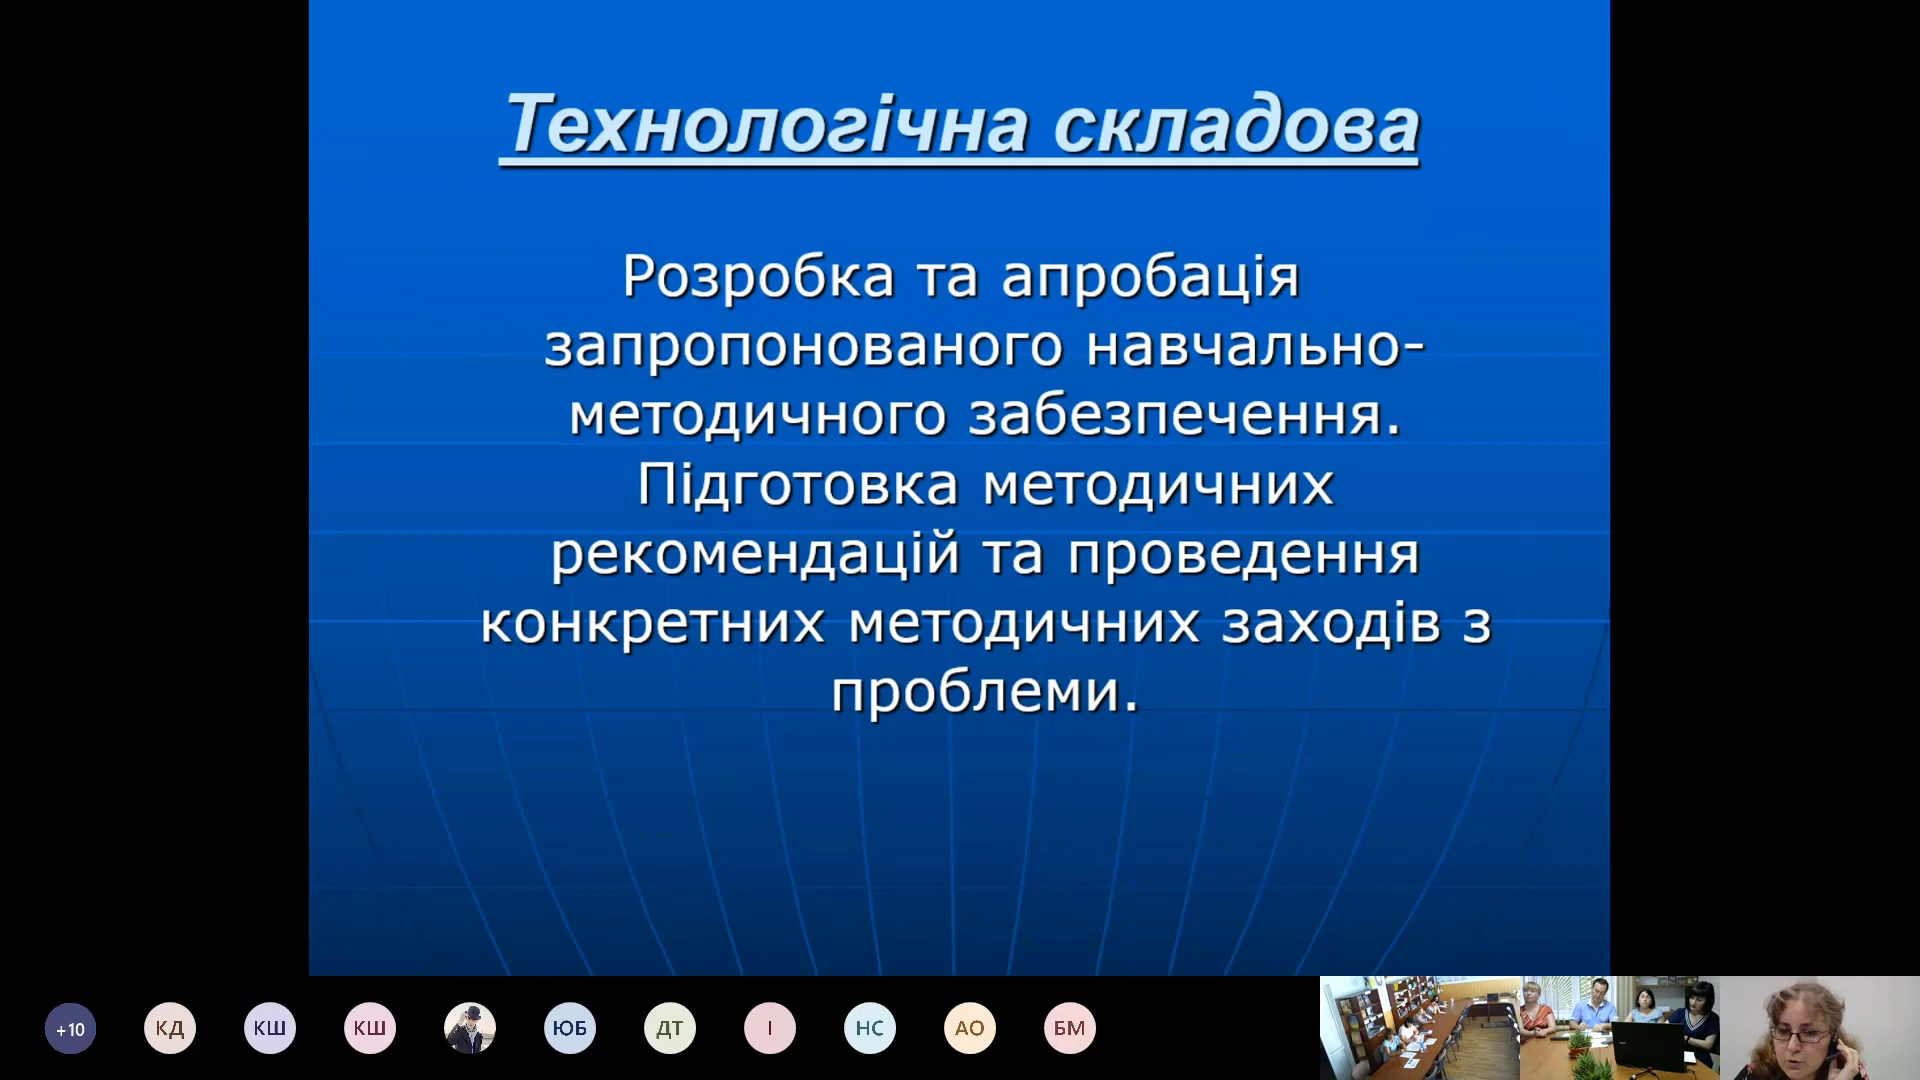 Технологічна складова
Розробка та апробація
запропонованого навчально-
методичного забезпечення.
Підготовка методичних
рекомендацій та проведення
конкретних методичних заходів з
проблеми.
+10
КД
КШ
КШ
ЮБ
ДТ
І
НС
АО
БМ